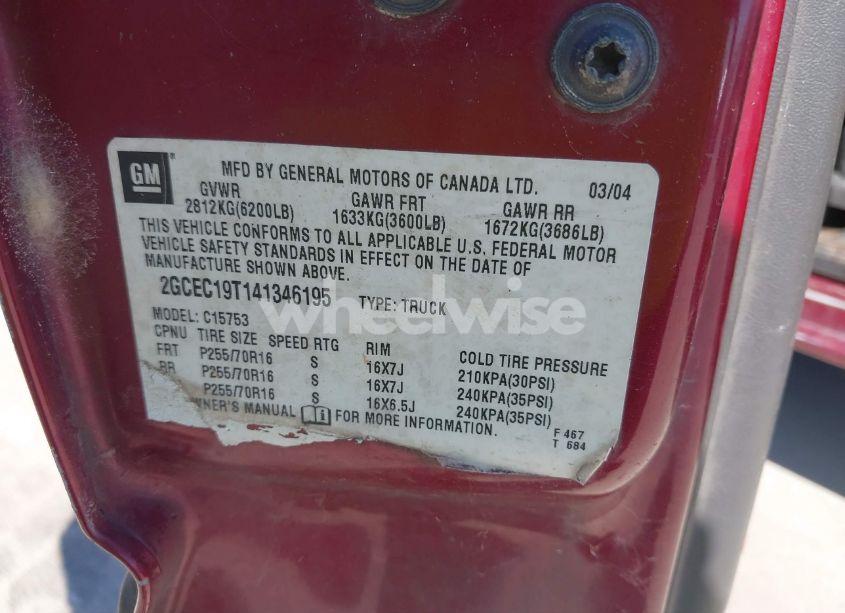 GM
MFD BY GENERAL MOTORS OF CANADA LTD. 03/04
GVWR GAWR FRT GAWR RR
2812KG(6200LB) 1633KG(3600LB) 1672KG(3686LB)
THIS VEHICLE CONFORMS TO ALL APPLICABLE U.S. FEDERAL MOTOR
VEHICLE SAFETY STANDARDS IN EFFECT ON THE DATE OF
MANUFACTURE SHOWN ABOVE.
2GCEC19T141346195 TYPE: TRUCK
wheelwise
MODEL: C15753
CPNU TIRE SIZE SPEED RTG RIM COLD TIRE PRESSURE
FRT P255/70R16 S 16X7J 210KPA(30PSI)
RR P255/70R16 S 16X7J 240KPA(35PSI)
P255/70R16 S 16X6.5J 240KPA(35PSI)
WNER'S MANUAL FOR MORE INFORMATION.
F 467
T 684